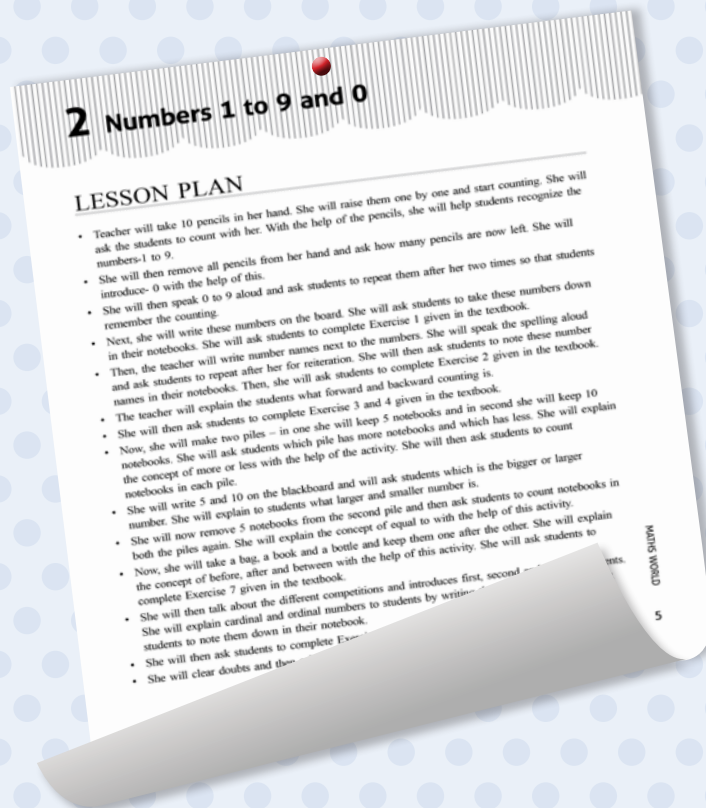 2 Numbers 1 to 9 and 0
LESSON PLAN
• Teacher will take 10 pencils in her hand. She will raise them one by one and start counting. She will
ask the students to count with her. With the help of the pencils, she will help students recognize the
numbers-1 to 9.
• She will then remove all pencils from her hand and ask how many pencils are now left. She will
introduce- 0 with the help of this.
• She will then speak 0 to 9 aloud and ask students to repeat them after her two times so that students
remember the counting.
• Next, she will write these numbers on the board. She will ask students to take these numbers down
in their notebooks. She will ask students to complete Exercise 1 given in the textbook.
• Then, the teacher will write number names next to the numbers. She will speak the spelling aloud
and ask students to repeat after her for reiteration. She will then ask students to note these number
names in their notebooks. Then, she will ask students to complete Exercise 2 given in the textbook.
• The teacher will explain the students what forward and backward counting is.
• She will then ask students to complete Exercise 3 and 4 given in the textbook.
• Now, she will make two piles – in one she will keep 5 notebooks and in second she will keep 10
notebooks. She will ask students which pile has more notebooks and which has less. She will explain
the concept of more or less with the help of the activity. She will then ask students to count
notebooks in each pile.
• She will write 5 and 10 on the blackboard and will ask students which is the bigger or larger
number. She will explain to students what larger and smaller number is.
• She will now remove 5 notebooks from the second pile and then ask students to count notebooks in
both the piles again. She will explain the concept of equal to with the help of this activity.
• Now, she will take a bag, a book and a bottle and keep them one after the other. She will explain
the concept of before, after and between with the help of this activity. She will ask students to
complete Exercise 7 given in the textbook.
• She will then talk about the different competitions and introduces first, second
She will explain cardinal and ordinal numbers to students by writing
students to note them down in their notebook.
• She will then ask students to complete
• She will clear doubts and then
MATHS WORLD
5